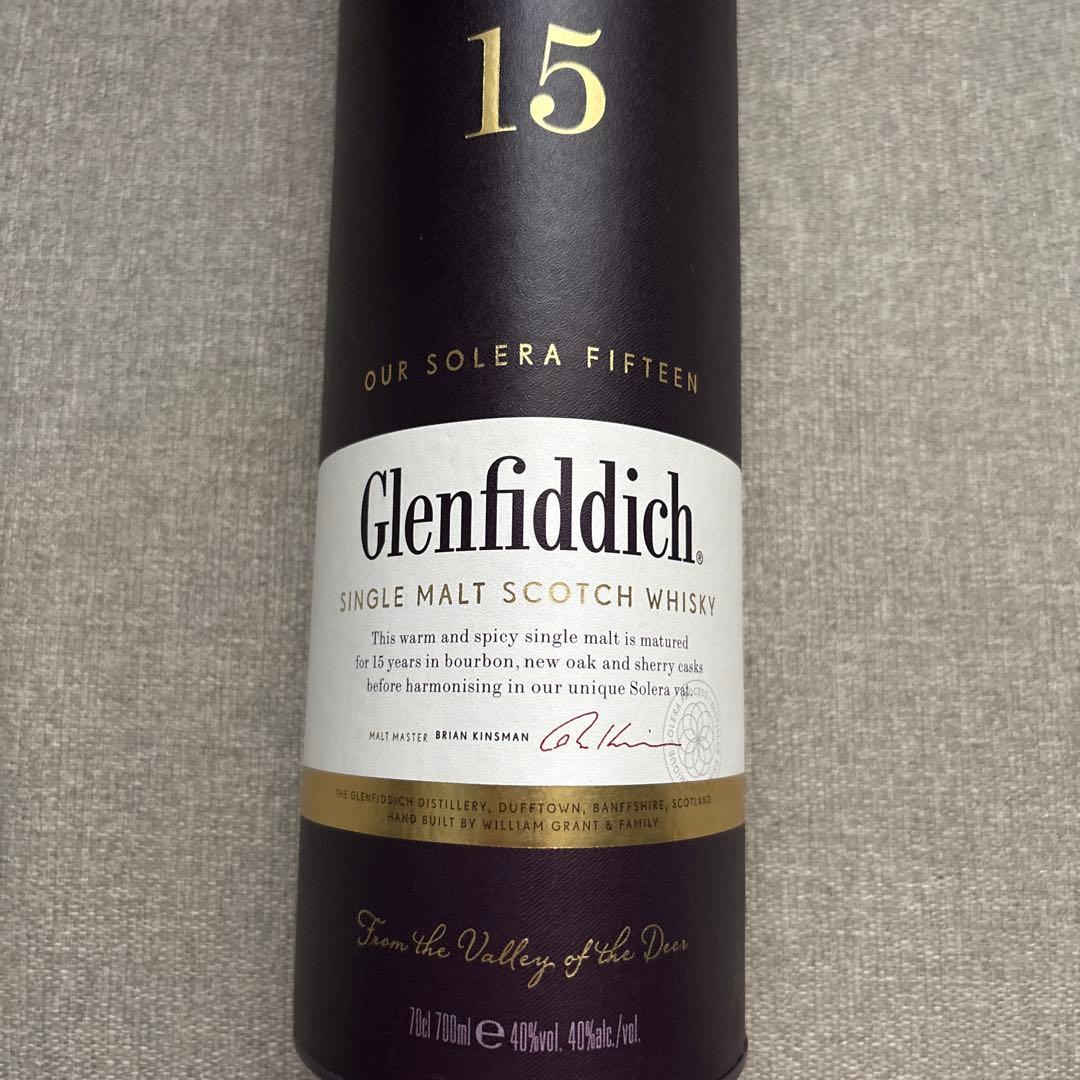 15
OUR SOLERA FIFTEEN
Glenfiddich®
SINGLE MALT SCOTCH WHISKY
This warm and spicy single malt is matured
for 15 years in bourbon, new oak and sherry casks
before harmonising in our unique Solera vat.
MALT MASTER BRIAN KINSMAN
UNIQUE SOLERA PROCESS
THE GLENFIDDICH DISTILLERY, DUFFTOWN, BANFFSHIRE, SCOTLAND
HAND BUILT BY WILLIAM GRANT & FAMILY
From the Valley of the Deer
70cl 700ml ℮ 40%vol. 40%alc./vol.